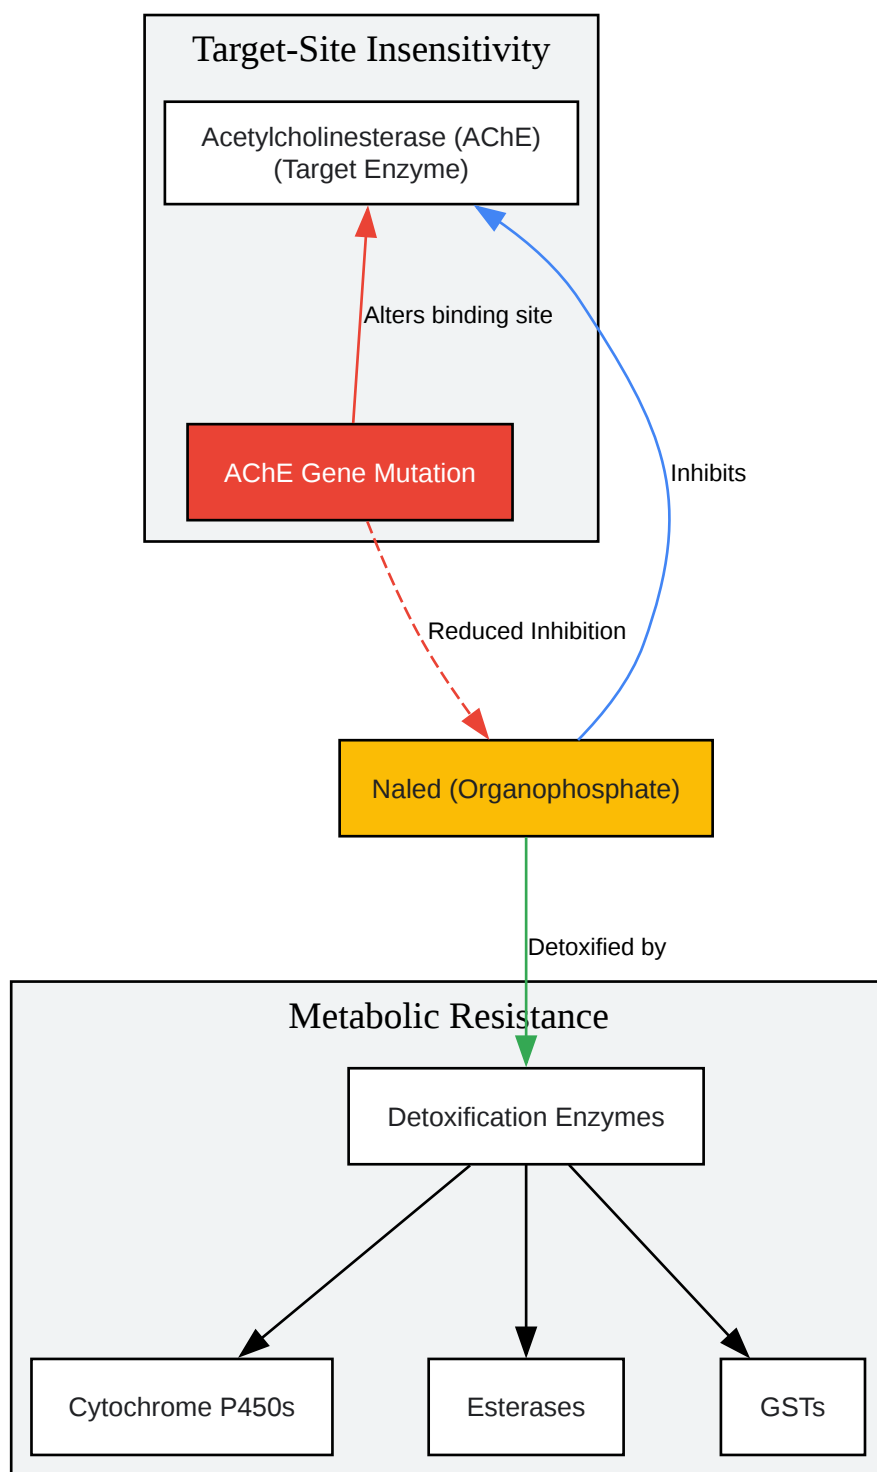 Target-Site Insensitivity
Acetylcholinesterase (AChE)
(Target Enzyme)
Alters binding site
AChE Gene Mutation
Inhibits
Reduced Inhibition
Naled (Organophosphate)
Detoxified by
Metabolic Resistance
Detoxification Enzymes
Cytochrome P450s
Esterases
GSTs